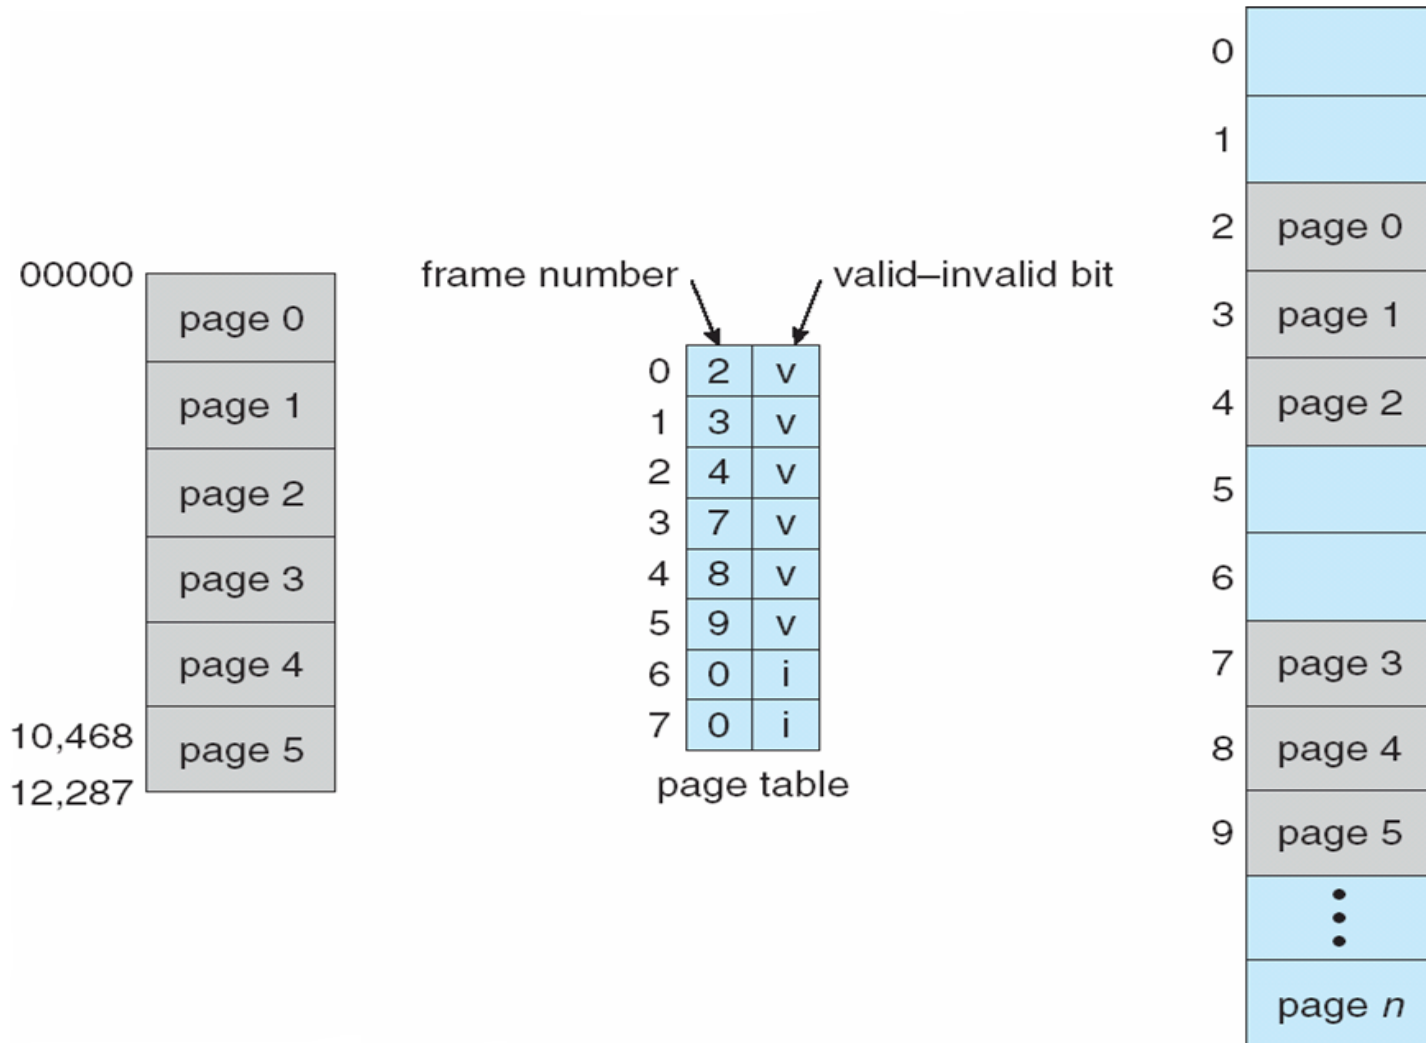 00000
page 0
page 1
page 2
page 3
page 4
10,468
page 5
12,287
frame number
valid–invalid bit
0 2 v
1 3 v
2 4 v
3 7 v
4 8 v
5 9 v
6 0 i
7 0 i
page table
0
1
2 page 0
3 page 1
4 page 2
5
6
7 page 3
8 page 4
9 page 5
page n